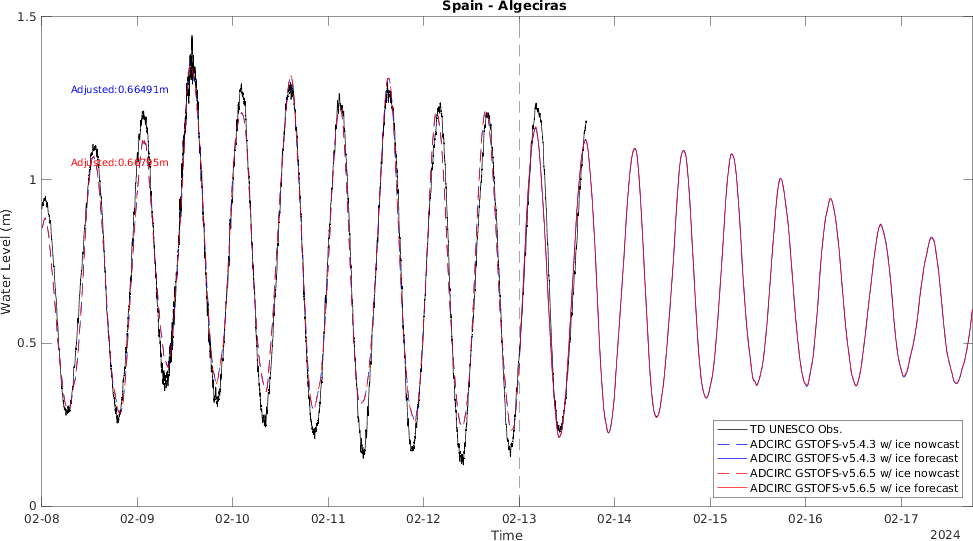 Spain - Algeciras
Water Level (m)
1.5
1
0.5
0
Adjusted:0.66491m
Adjusted:0.66795m
TD UNESCO Obs.
ADCIRC GSTOFS-v5.4.3 w/ ice nowcast
ADCIRC GSTOFS-v5.4.3 w/ ice forecast
ADCIRC GSTOFS-v5.6.5 w/ ice nowcast
ADCIRC GSTOFS-v5.6.5 w/ ice forecast
02-08 02-09 02-10 02-11 02-12 02-13 02-14 02-15 02-16 02-17
Time
2024